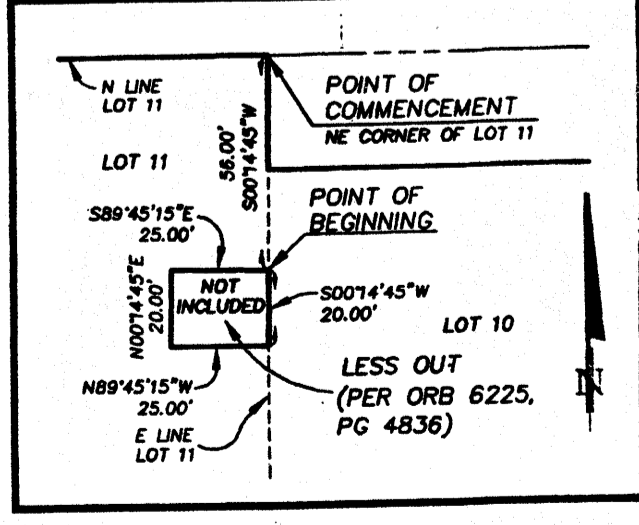 N LINE
LOT 11
POINT OF
COMMENCEMENT
NE CORNER OF LOT 11
LOT 11
56.00'
S00°14'45"W
S89°45'15"E
25.00'
POINT OF
BEGINNING
N00°14'45"E
20.00'
NOT
INCLUDED
S00°14'45"W
20.00'
LOT 10
N89°45'15"W
25.00'
LESS OUT
(PER ORB 6225,
PG 4836)
E LINE
LOT 11
N